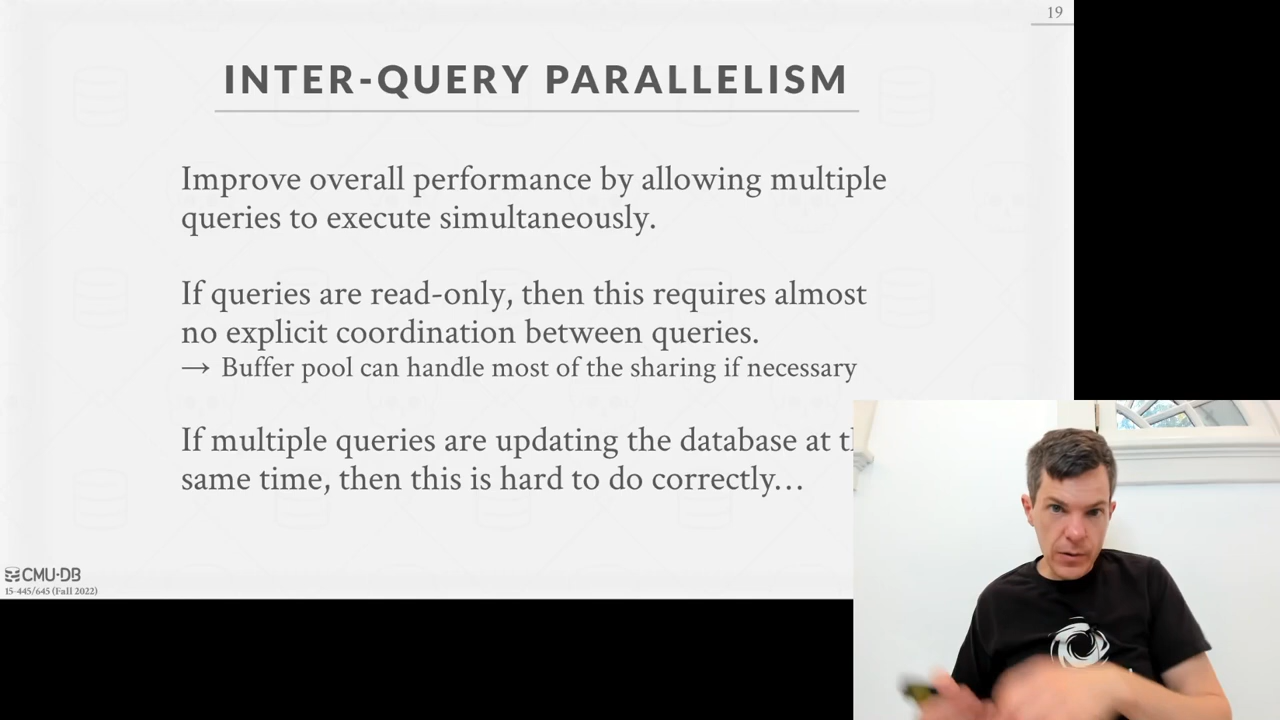 19
INTER-QUERY PARALLELISM
Improve overall performance by allowing multiple
queries to execute simultaneously.
If queries are read-only, then this requires almost
no explicit coordination between queries.
→ Buffer pool can handle most of the sharing if necessary
If multiple queries are updating the database at
same time, then this is hard to do correctly…
CMU·DB
15-445/645 (Fall 2022)